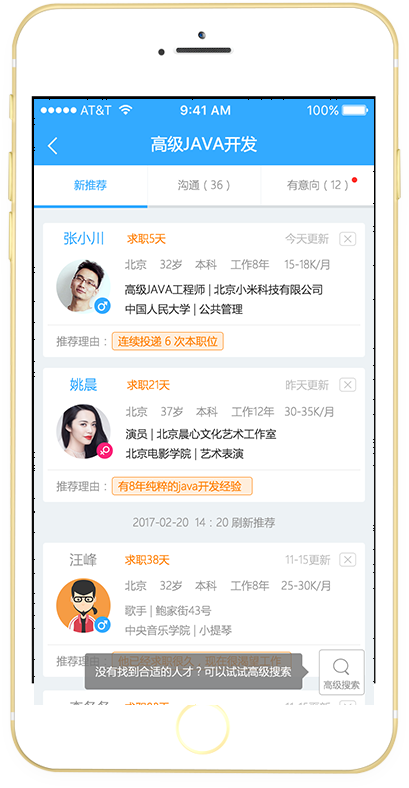 AT&T 9:41 AM 100%
高级JAVA开发
新推荐 沟通（36） 有意向（12）
张小川 求职5天 今天更新
北京 32岁 本科 工作8年 15-18K/月
高级JAVA工程师 | 北京小米科技有限公司
中国人民大学 | 公共管理
推荐理由： 连续投递 6 次本职位
姚晨 求职21天 昨天更新
北京 37岁 本科 工作12年 30-35K/月
演员 | 北京晨心文化艺术工作室
北京电影学院 | 艺术表演
推荐理由： 有8年纯粹的java开发经验
2017-02-20 14：20 刷新推荐
汪峰 求职38天 11-15更新
北京 32岁 本科 工作8年 25-30K/月
歌手 | 鲍家街43号
中央音乐学院 | 小提琴
推荐理由：
没有找到合适的人才？可以试试高级搜索
高级搜索